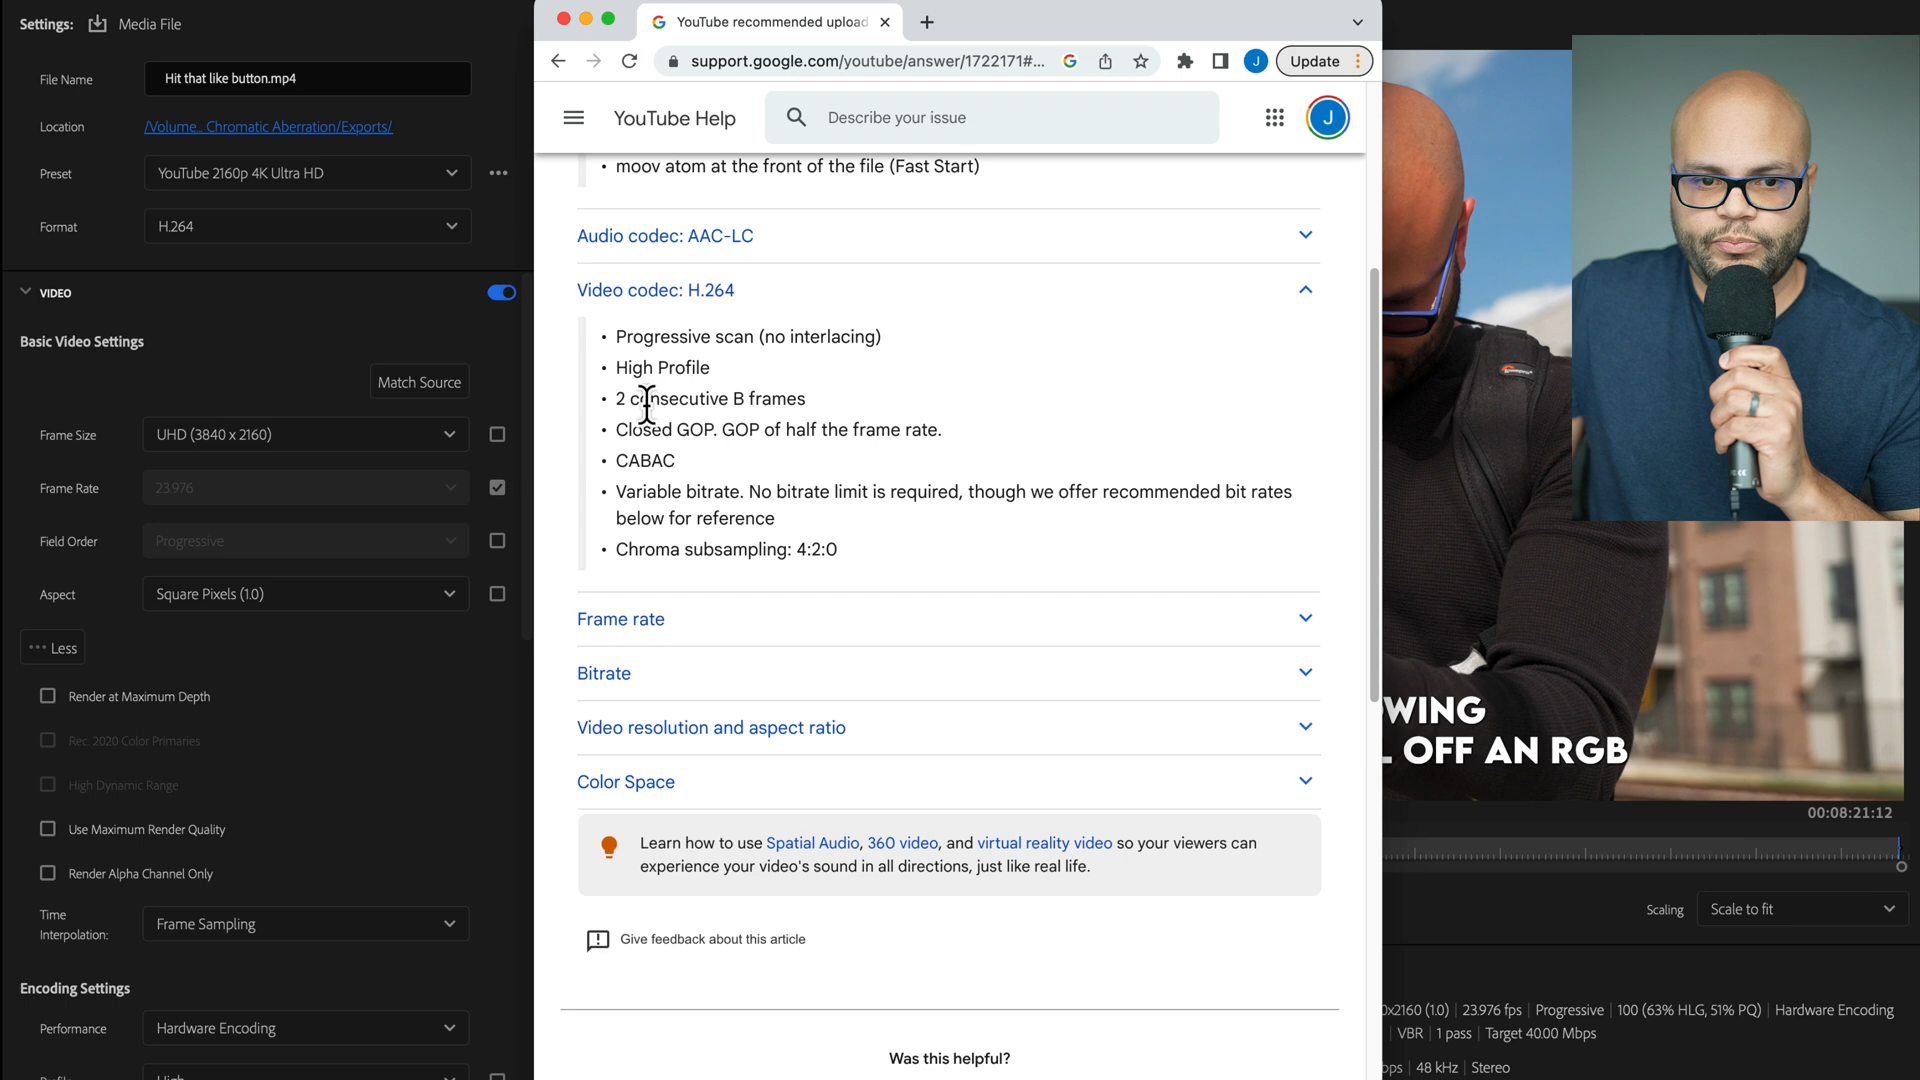 Settings: Media File
File Name Hit that like button.mp4
Location /Volume... Chromatic Aberration/Exports/
Preset YouTube 2160p 4K Ultra HD
Format H.264
VIDEO
Basic Video Settings
Match Source
Frame Size UHD (3840 x 2160)
Frame Rate 23.976
Field Order Progressive
Aspect Square Pixels (1.0)
Less
Render at Maximum Depth
Rec. 2020 Color Primaries
High Dynamic Range
Use Maximum Render Quality
Render Alpha Channel Only
Time
Interpolation: Frame Sampling
Encoding Settings
Performance Hardware Encoding
YouTube recommended upload
support.google.com/youtube/answer/1722171#...
J Update
YouTube Help
Describe your issue
J
• moov atom at the front of the file (Fast Start)
Audio codec: AAC-LC
Video codec: H.264
• Progressive scan (no interlacing)
• High Profile
• 2 consecutive B frames
• Closed GOP. GOP of half the frame rate.
• CABAC
• Variable bitrate. No bitrate limit is required, though we offer recommended bit rates
below for reference
• Chroma subsampling: 4:2:0
Frame rate
Bitrate
Video resolution and aspect ratio
Color Space
Learn how to use Spatial Audio, 360 video, and virtual reality video so your viewers can
experience your video's sound in all directions, just like real life.
Give feedback about this article
Was this helpful?
WING
OFF AN RGB
00:08:21:12
Scaling Scale to fit
x2160 (1.0) | 23.976 fps | Progressive | 100 (63% HLG, 51% PQ) | Hardware Encoding
| VBR | 1 pass | Target 40.00 Mbps
bps | 48 kHz | Stereo